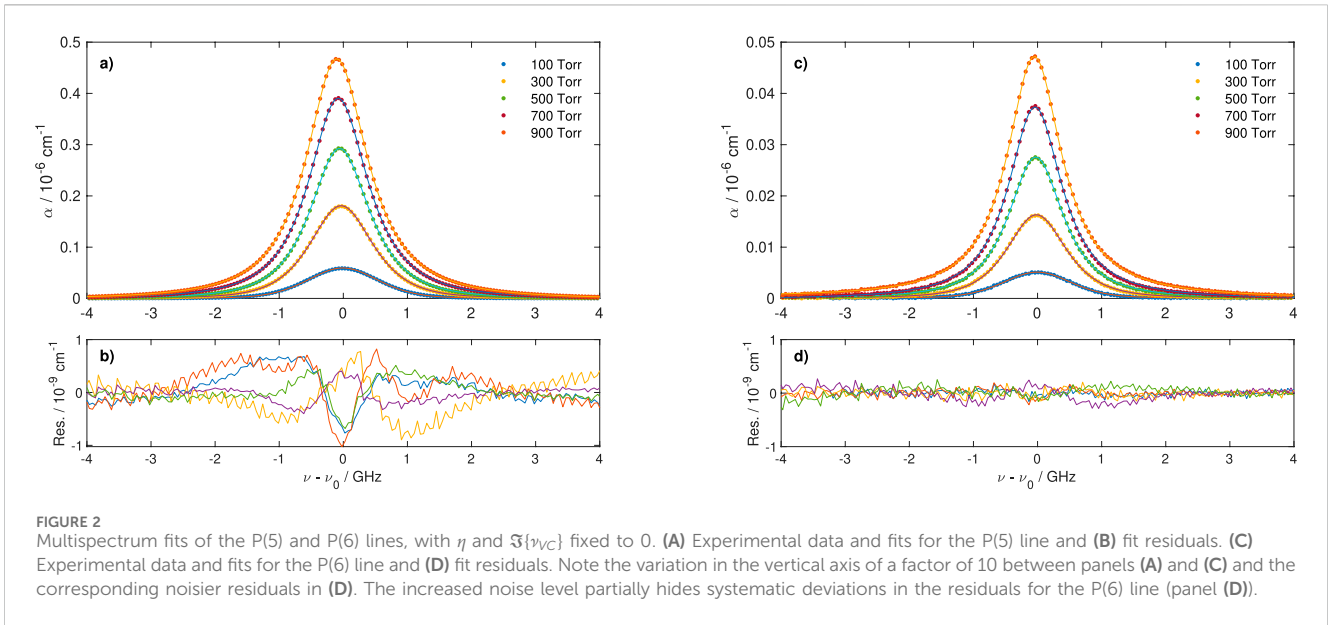 a)
100 Torr
300 Torr
500 Torr
700 Torr
900 Torr
α / 10⁻⁶ cm⁻¹
0.5
0.4
0.3
0.2
0.1
0
-4 -3 -2 -1 0 1 2 3 4
b)
Res. / 10⁻⁹ cm⁻¹
1
0
-1
-4 -3 -2 -1 0 1 2 3 4
ν - ν₀ / GHz
c)
100 Torr
300 Torr
500 Torr
700 Torr
900 Torr
α / 10⁻⁶ cm⁻¹
0.05
0.04
0.03
0.02
0.01
0
-4 -3 -2 -1 0 1 2 3 4
d)
Res. / 10⁻⁹ cm⁻¹
1
0
-1
-4 -3 -2 -1 0 1 2 3 4
ν - ν₀ / GHz
FIGURE 2
Multispectrum fits of the P(5) and P(6) lines, with η and ℑ{ν_VC} fixed to 0. (A) Experimental data and fits for the P(5) line and (B) fit residuals. (C)
Experimental data and fits for the P(6) line and (D) fit residuals. Note the variation in the vertical axis of a factor of 10 between panels (A) and (C) and the
corresponding noisier residuals in (D). The increased noise level partially hides systematic deviations in the residuals for the P(6) line (panel (D)).